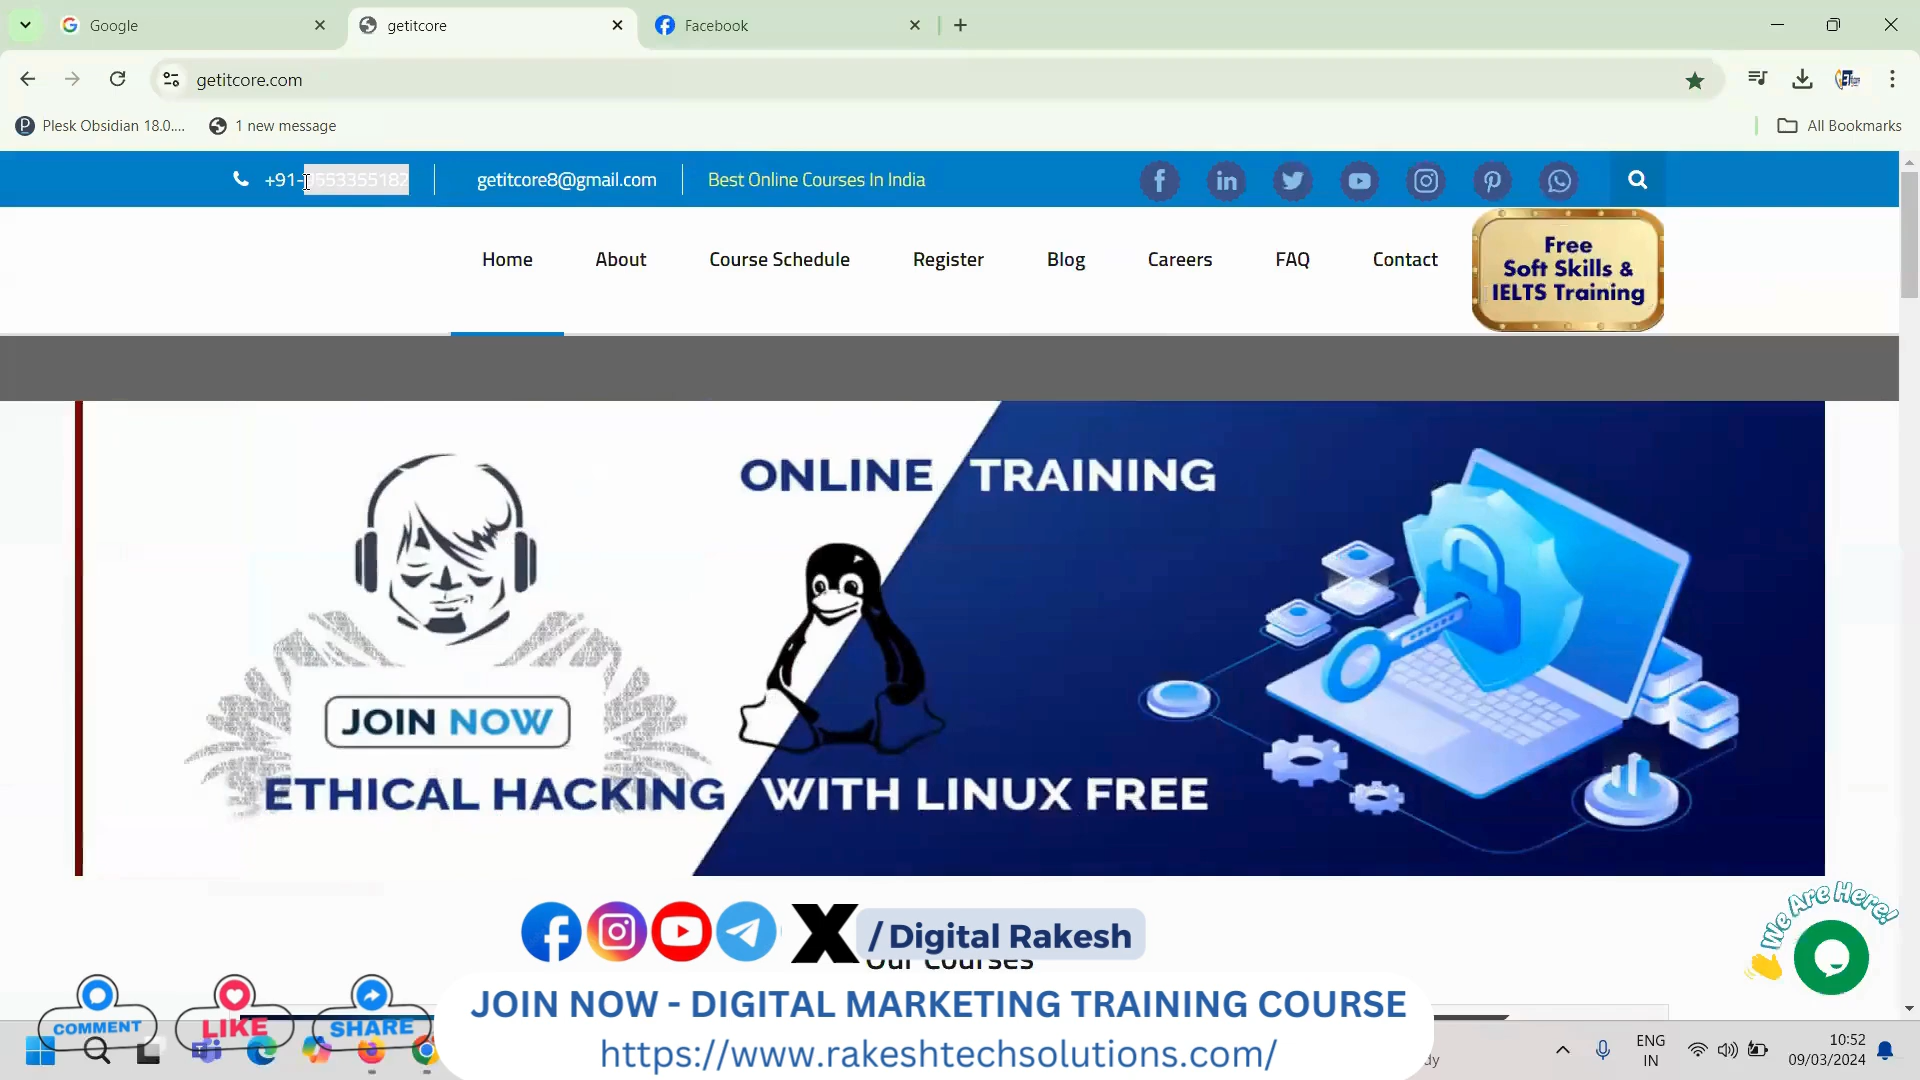 Google
getitcore
Facebook
getitcore.com
Plesk Obsidian 18.0....
1 new message
All Bookmarks
getitcore8@gmail.com
Best Online Courses In India
Home
About
Course Schedule
Register
Blog
Careers
FAQ
Contact
Free
Soft Skills &
IELTS Training
ONLINE TRAINING
JOIN NOW
ETHICAL HACKING WITH LINUX FREE
We Are Here!
/Digital Rakesh
Our Courses
JOIN NOW - DIGITAL MARKETING TRAINING COURSE
https://www.rakeshtechsolutions.com/
COMMENT
LIKE
SHARE
ENG
IN
10:52
09/03/2024